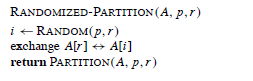 RANDOMIZED-PARTITION(A, p, r)
i ← RANDOM(p, r)
exchange A[r] ↔ A[i]
return PARTITION(A, p, r)